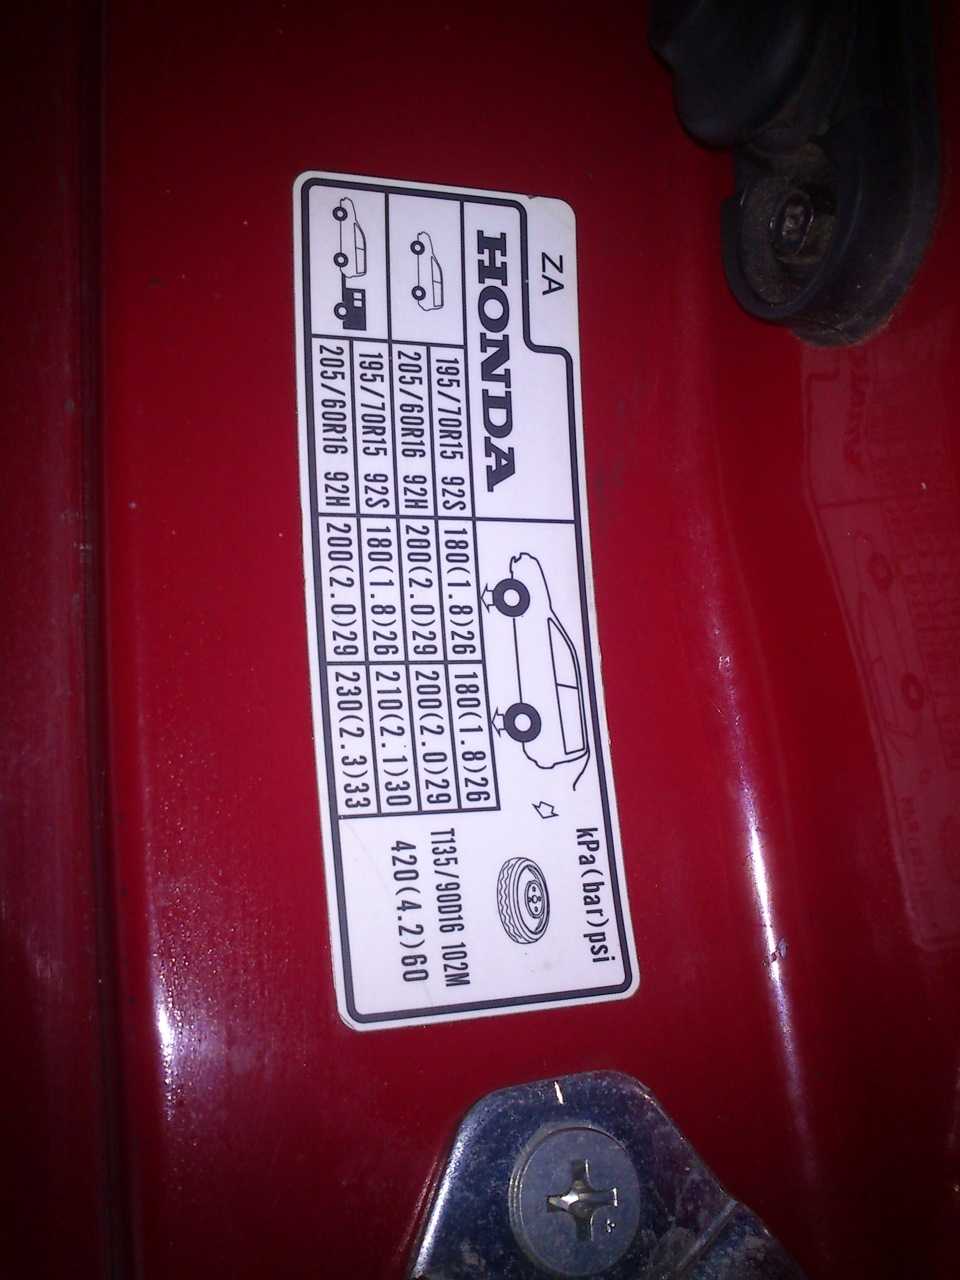 ZA
HONDA
kPa(bar)psi
195/70R15 92S 180(1.8)26 180(1.8)26
205/60R16 92H 200(2.0)29 200(2.0)29
195/70R15 92S 180(1.8)26 210(2.1)30
205/60R16 92H 200(2.0)29 230(2.3)33
T135/90D16 102M
420(4.2)60